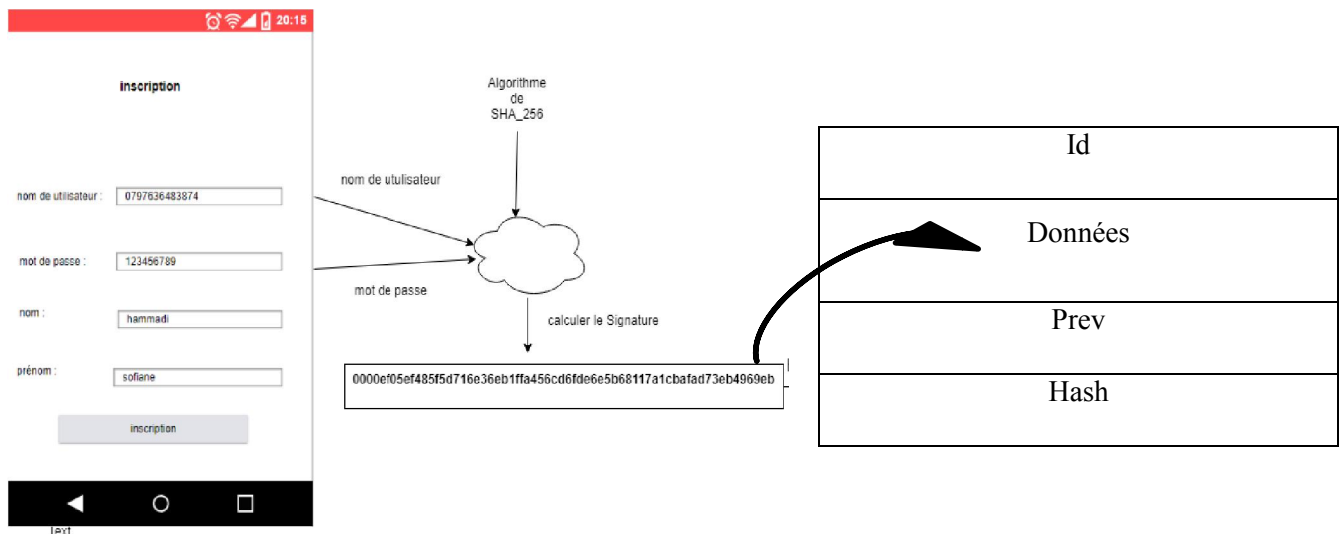 20:15
inscription
nom de utilisateur :
0797636483874
mot de passe :
123456789
nom :
hammadi
prénom :
sofiane
inscription
Text
nom de utulisateur
mot de passe
Algorithme
de
SHA_256
calculer le Signature
0000ef05ef485f5d716e36eb1ffa456cd6fde6e5b68117a1cbafad73eb4969eb
Id
Données
Prev
Hash